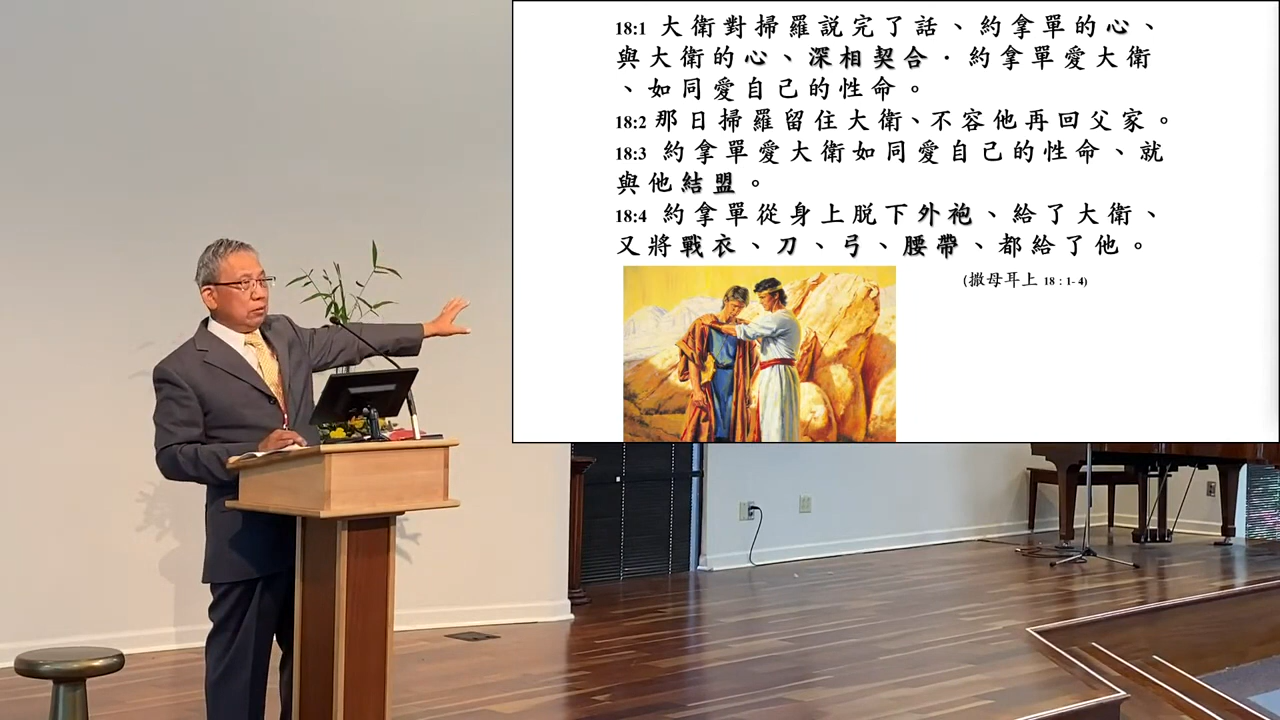 18:1 大衛對掃羅説完了話、約拿單的心、
與大衛的心、深相契合．約拿單愛大衛
、如同愛自己的性命。
18:2 那日掃羅留住大衛、不容他再回父家。
18:3 約拿單愛大衛如同愛自己的性命、就
與他結盟。
18:4 約拿單從身上脱下外袍、給了大衛、
又將戰衣、刀、弓、腰帶、都給了他。
(撒母耳上 18：1-4)